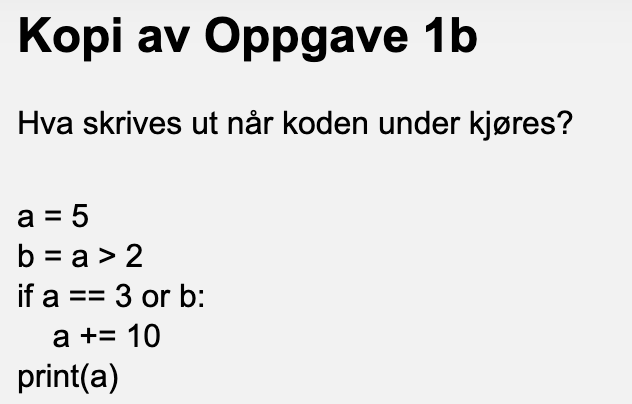 Kopi av Oppgave 1b
Hva skrives ut når koden under kjøres?
a = 5
b = a > 2
if a == 3 or b:
    a += 10
print(a)